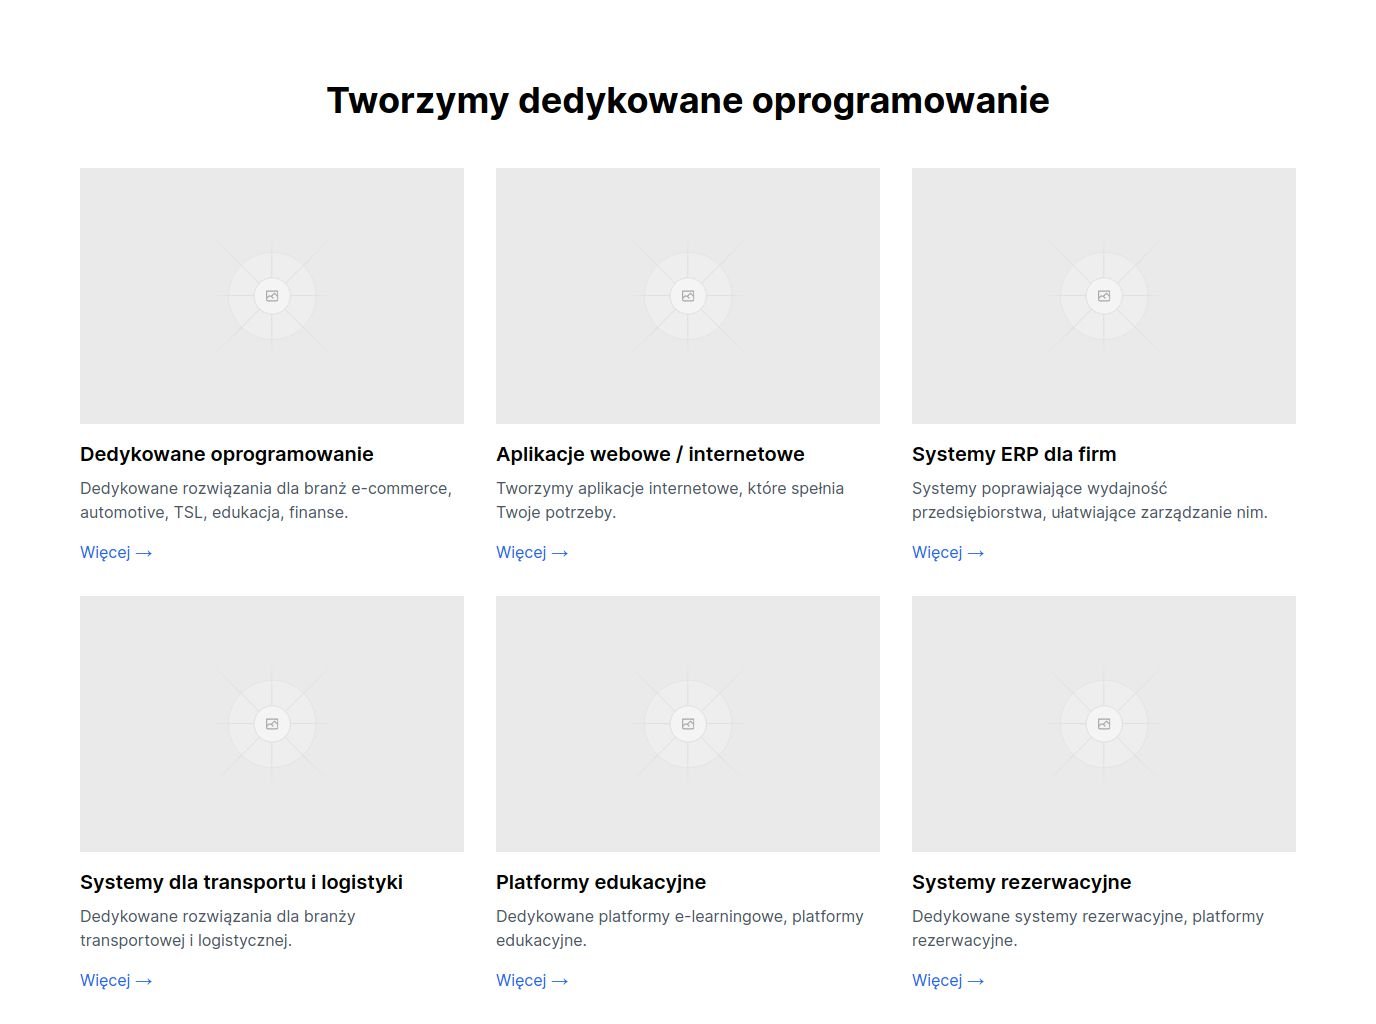 Tworzymy dedykowane oprogramowanie
Dedykowane oprogramowanie
Dedykowane rozwiązania dla branż e-commerce,
automotive, TSL, edukacja, finanse.
Więcej →
Aplikacje webowe / internetowe
Tworzymy aplikacje internetowe, które spełnia
Twoje potrzeby.
Więcej →
Systemy ERP dla firm
Systemy poprawiające wydajność
przedsiębiorstwa, ułatwiające zarządzanie nim.
Więcej →
Systemy dla transportu i logistyki
Dedykowane rozwiązania dla branży
transportowej i logistycznej.
Więcej →
Platformy edukacyjne
Dedykowane platformy e-learningowe, platformy
edukacyjne.
Więcej →
Systemy rezerwacyjne
Dedykowane systemy rezerwacyjne, platformy
rezerwacyjne.
Więcej →